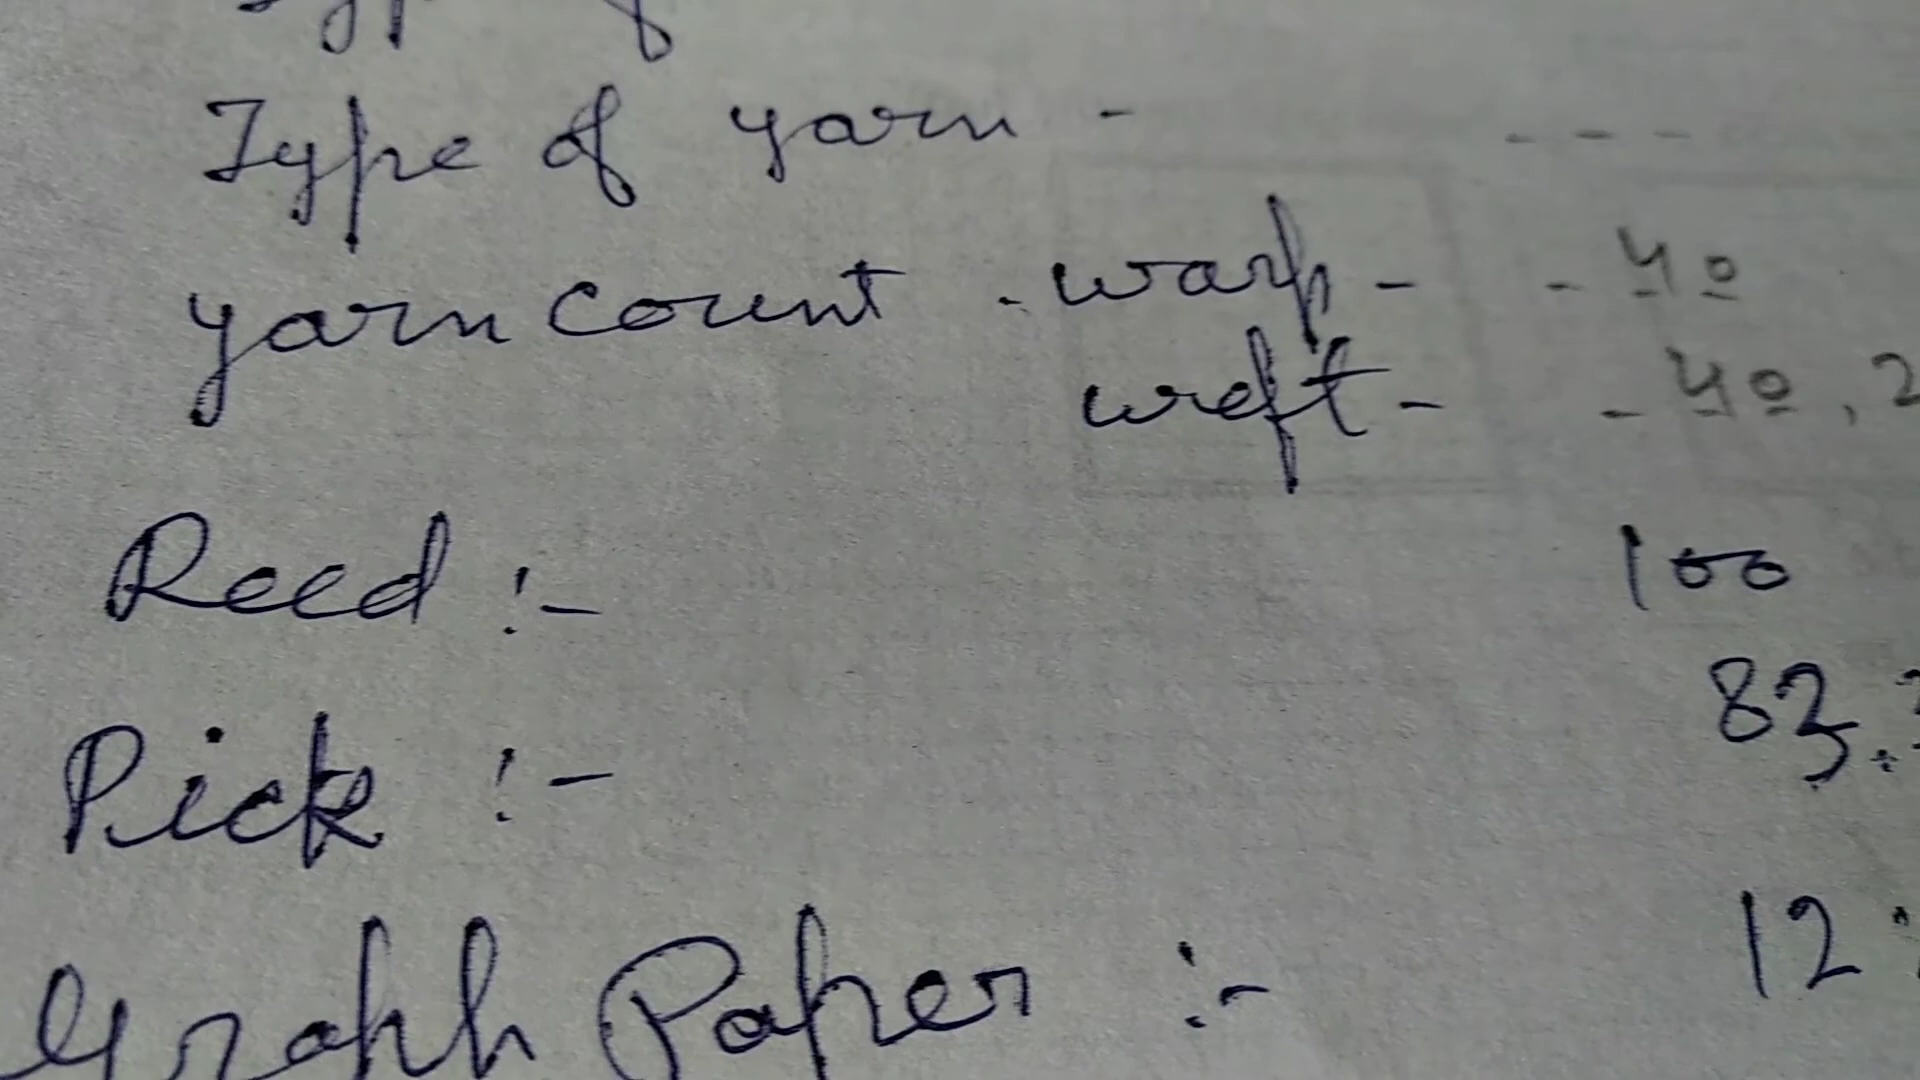 Type of yarn - - - -
yarn count - warp - - 40
weft - - 40, 2
Reed :- 100
Pick :- 83.
Graph Paper :- 12 :